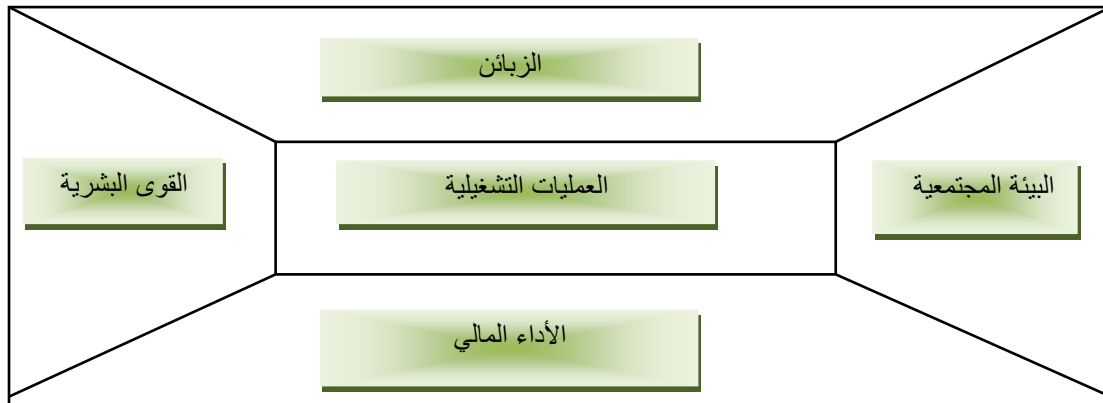 الزبائن
البيئة المجتمعية
العمليات التشغيلية
القوى البشرية
الأداء المالي